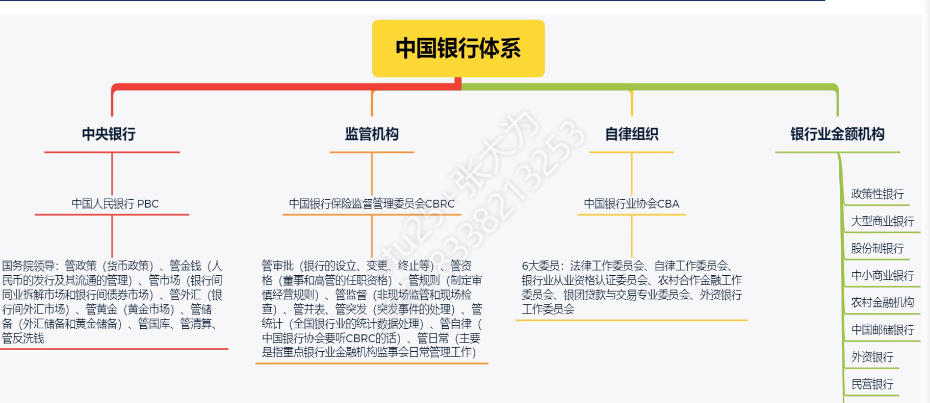 中国银行体系
中央银行
监管机构
自律组织
银行业金额机构
中国人民银行 PBC
中国银行保险监督管理委员会CBRC
中国银行业协会CBA
国务院领导：管政策（货币政策）、管金钱（人
民币的发行及其流通的管理）、管市场（银行间
同业拆解市场和银行间债券市场）、管外汇（银
行间外汇市场）、管黄金（黄金市场）、管储
备（外汇储备和黄金储备）、管国库、管清算、
管反洗钱
管审批（银行的设立、变更、终止等）、管资
格（董事和高管的任职资格）、管规则（制定审
慎经营规则）、管监督（非现场监管和现场检
查）、管并表、管突发（突发事件的处理）、管
统计（全国银行业的统计数据处理）、管自律（
中国银行协会要听CBRC的话）、管日常（主要
是指重点银行业金融机构监事会日常管理工作）
6大委员：法律工作委员会、自律工作委员会、
银行业从业资格认证委员会、农村合作金融工作
委员会、银团贷款与交易专业委员会、外资银行
工作委员会
政策性银行
大型商业银行
股份制银行
中小商业银行
农村金融机构
中国邮储银行
外资银行
民营银行
张大为